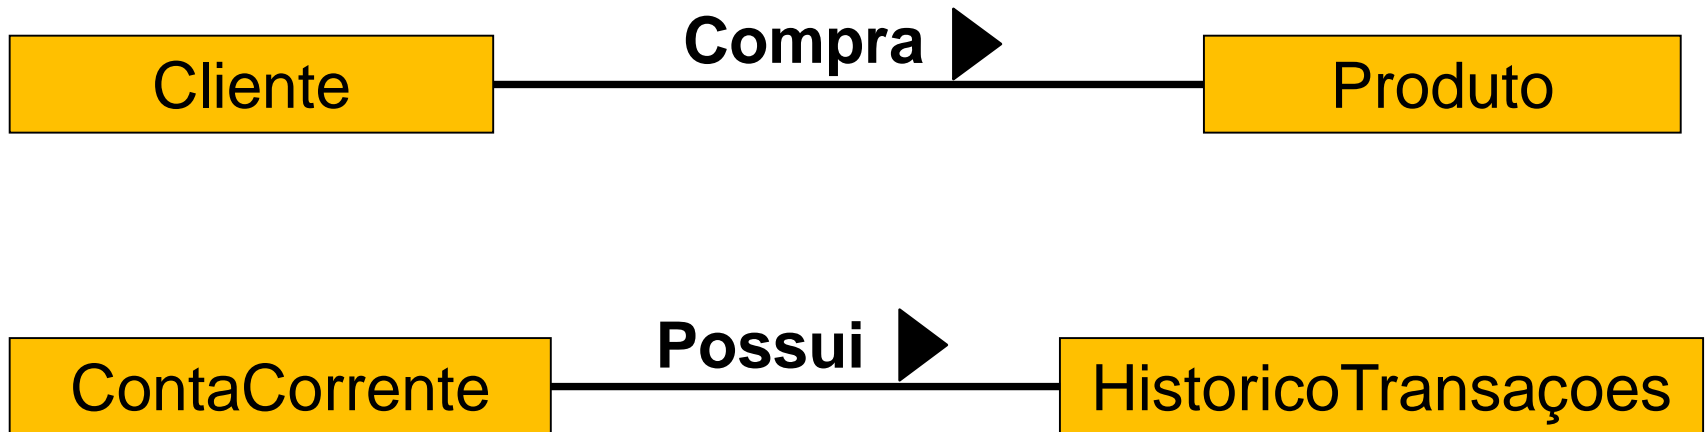 Compra
Cliente
Produto
Possui
ContaCorrente
HistoricoTransaçoes